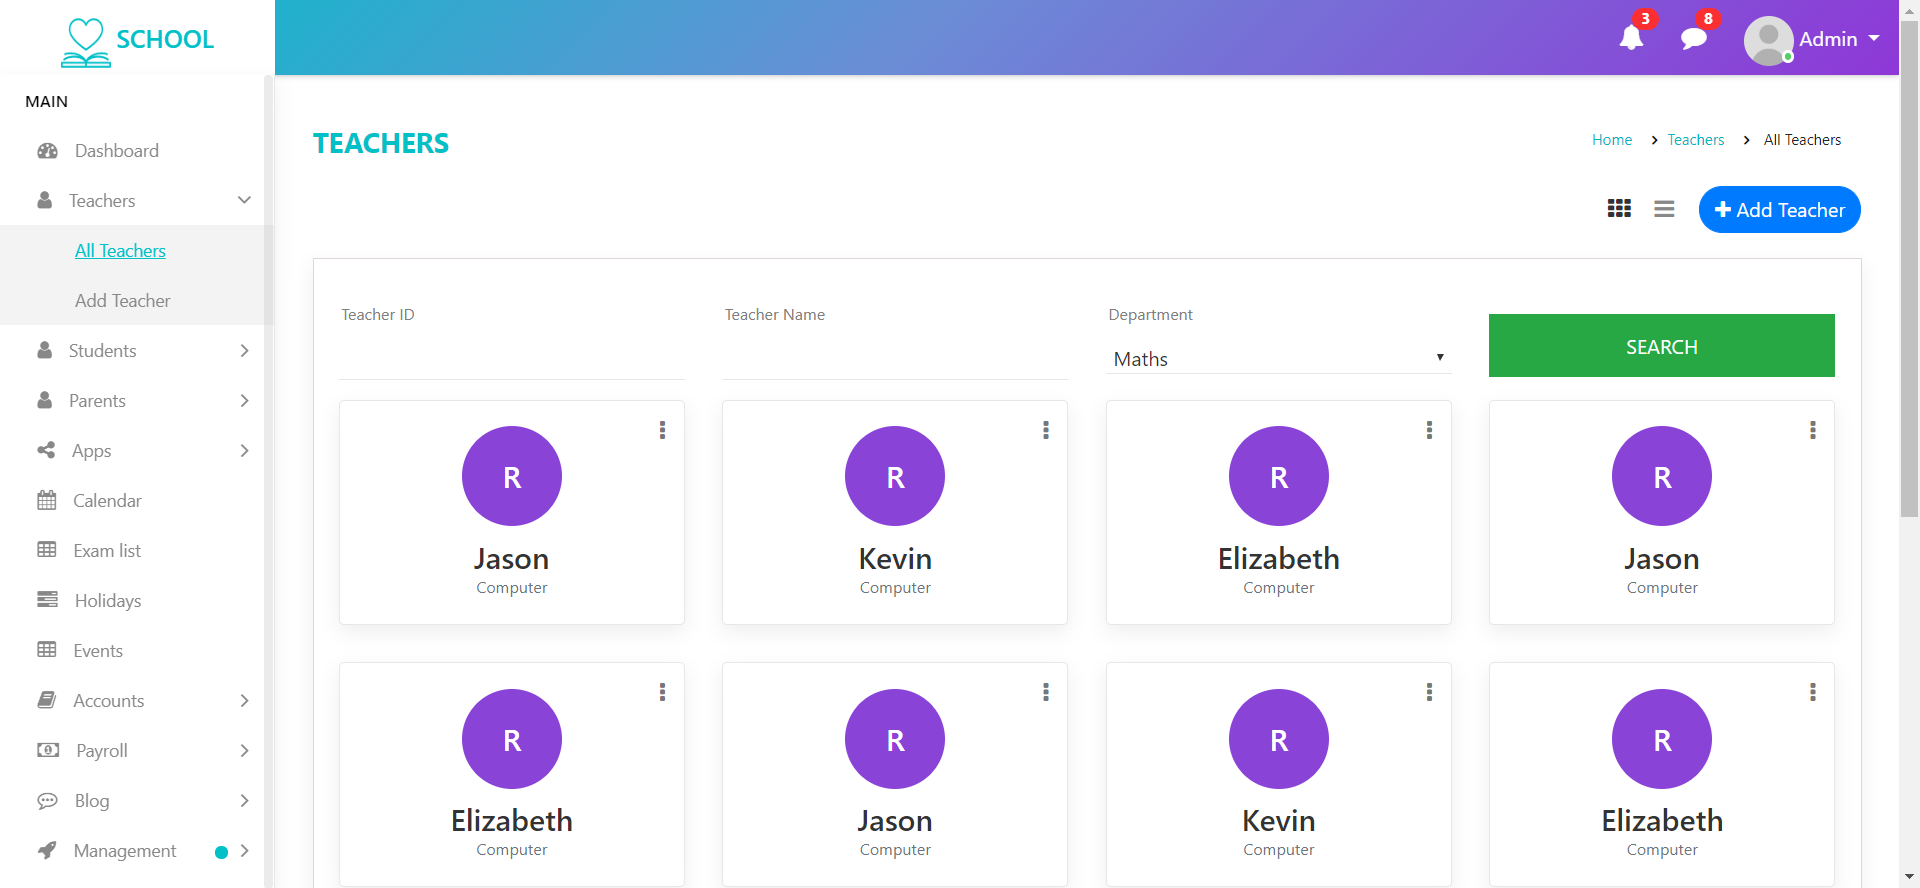 SCHOOL
3
8
Admin
MAIN
Dashboard
Teachers
All Teachers
Add Teacher
Students
Parents
Apps
Calendar
Exam list
Holidays
Events
Accounts
Payroll
Blog
Management
TEACHERS
Home > Teachers > All Teachers
Add Teacher
Teacher ID
Teacher Name
Department
Maths
SEARCH
R
Jason
Computer
R
Kevin
Computer
R
Elizabeth
Computer
R
Jason
Computer
R
Elizabeth
Computer
R
Jason
Computer
R
Kevin
Computer
R
Elizabeth
Computer